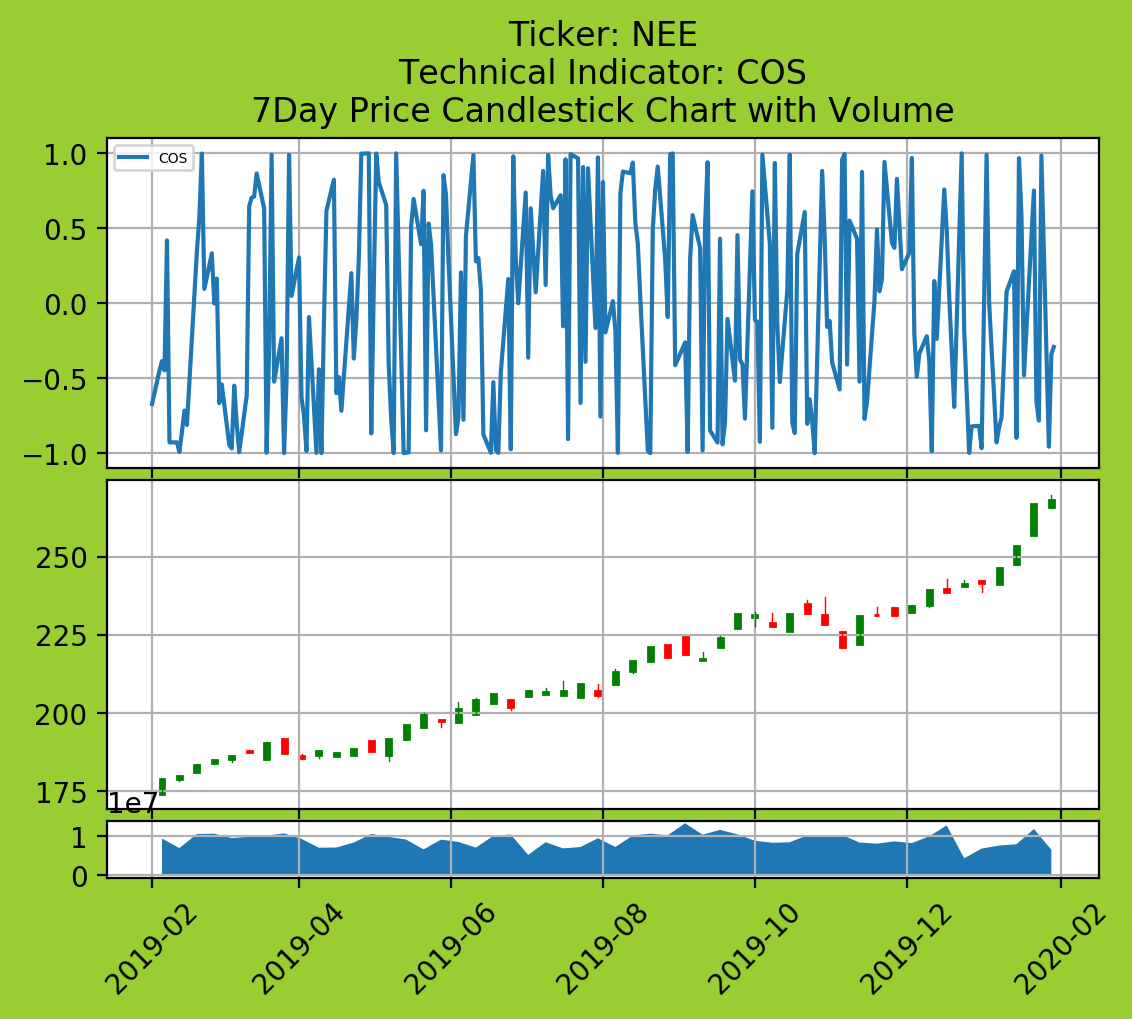 Ticker: NEE
Technical Indicator: COS
7Day Price Candlestick Chart with Volume
COS
1.0
0.5
0.0
−0.5
−1.0
250
225
200
175
1e7
1
0
2019-02 2019-04 2019-06 2019-08 2019-10 2019-12 2020-02